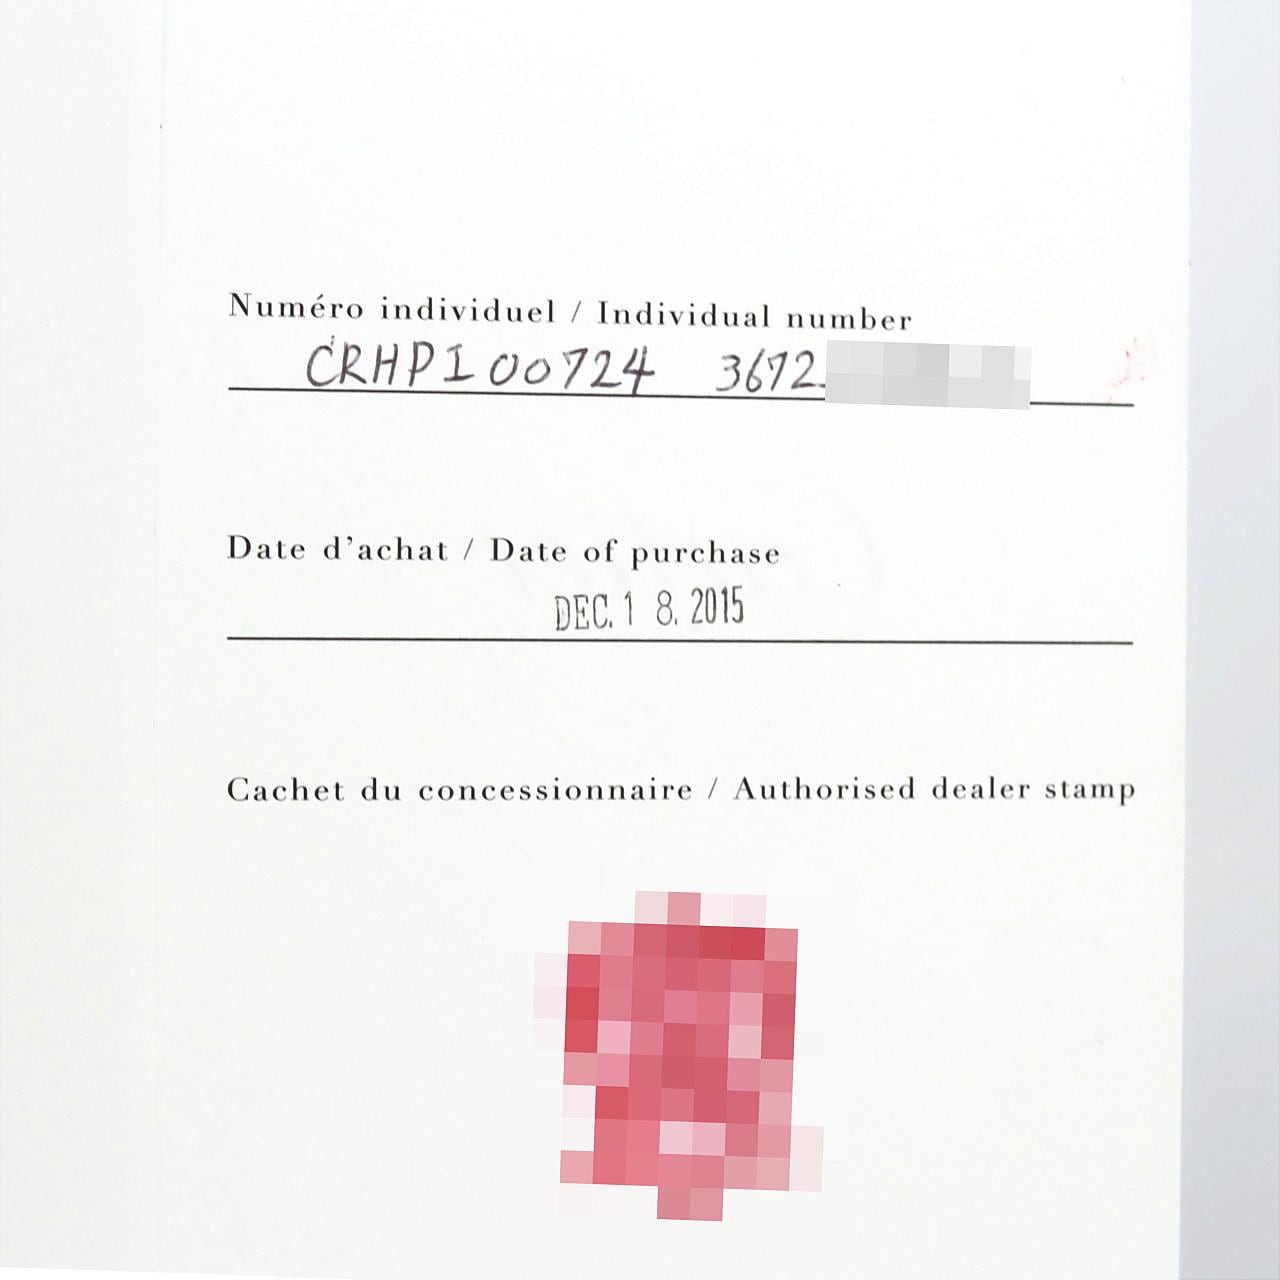 Numéro individuel / Individual number
CRHPI00724 3672
Date d'achat / Date of purchase
DEC. 1 8. 2015
Cachet du concessionnaire / Authorised dealer stamp